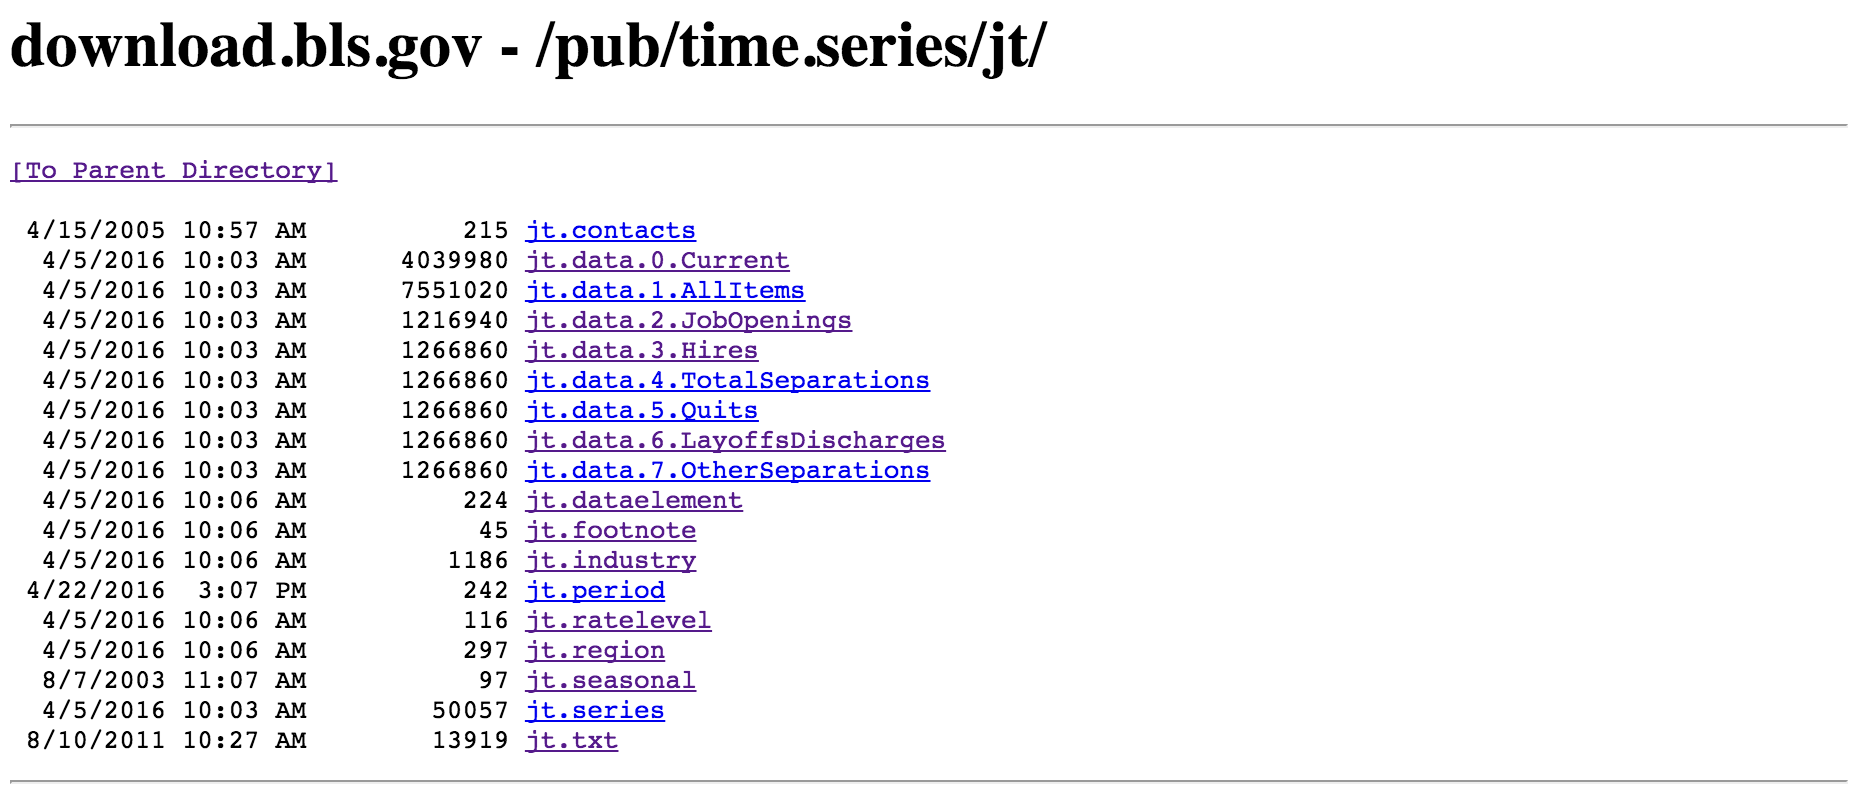 download.bls.gov - /pub/time.series/jt/
[To Parent Directory]
4/15/2005 10:57 AM 215 jt.contacts
4/5/2016 10:03 AM 4039980 jt.data.0.Current
4/5/2016 10:03 AM 7551020 jt.data.1.AllItems
4/5/2016 10:03 AM 1216940 jt.data.2.JobOpenings
4/5/2016 10:03 AM 1266860 jt.data.3.Hires
4/5/2016 10:03 AM 1266860 jt.data.4.TotalSeparations
4/5/2016 10:03 AM 1266860 jt.data.5.Quits
4/5/2016 10:03 AM 1266860 jt.data.6.LayoffsDischarges
4/5/2016 10:03 AM 1266860 jt.data.7.OtherSeparations
4/5/2016 10:06 AM 224 jt.dataelement
4/5/2016 10:06 AM 45 jt.footnote
4/5/2016 10:06 AM 1186 jt.industry
4/22/2016 3:07 PM 242 jt.period
4/5/2016 10:06 AM 116 jt.ratelevel
4/5/2016 10:06 AM 297 jt.region
8/7/2003 11:07 AM 97 jt.seasonal
4/5/2016 10:03 AM 50057 jt.series
8/10/2011 10:27 AM 13919 jt.txt